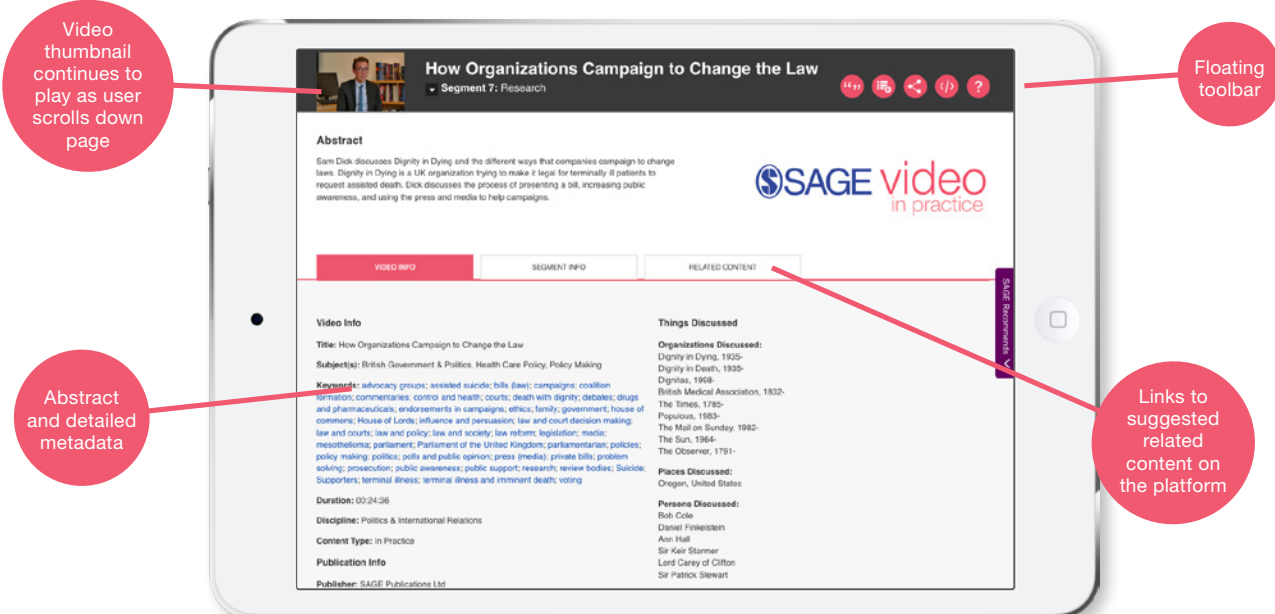 Video
thumbnail
continues to
play as user
scrolls down
page
Floating
toolbar
Abstract
and detailed
metadata
Links to
suggested
related
content on
the platform
How Organizations Campaign to Change the Law
Segment 7: Research
Abstract
Sam Dick discusses Dignity in Dying and the different ways that companies campaign to change
laws. Dignity in Dying is a UK organization trying to make it legal for terminally ill patients to
request assisted death. Dick discusses the process of presenting a bill, increasing public
awareness, and using the press and media to help campaigns.
SSAGE video
in practice
VIDEO INFO
SEGMENT INFO
RELATED CONTENT
SAGE Recommends
Video Info
Title: How Organizations Campaign to Change the Law
Subject(s): British Government & Politics, Health Care Policy, Policy Making
Keywords: advocacy groups; assisted suicide; bills (law); campaigns; coalition
formation; commentaries; control and health; courts; death with dignity; debates; drugs
and pharmaceuticals; endorsements in campaigns; ethics; family; government; house of
commons; House of Lords; influence and persuasion; law and court decision making;
law and courts; law and policy; law and society; law reform; legislation; media;
mesothelioma; parliament; Parliament of the United Kingdom; parliamentarian; policies;
policy making; politics; polls and public opinion; press (media); private bills; problem
solving; prosecution; public awareness; public support; research; review bodies; Suicide;
Supporters; terminal illness; terminal illness and imminent death; voting
Duration: 00:24:36
Discipline: Politics & International Relations
Content Type: In Practice
Publication Info
Publisher: SAGE Publications Ltd
Things Discussed
Organizations Discussed:
Dignity in Dying, 1935-
Dignity in Death, 1935-
Dignitas, 1998-
British Medical Association, 1832-
The Times, 1785-
Populous, 1983-
The Mail on Sunday, 1982-
The Sun, 1964-
The Observer, 1791-
Places Discussed:
Oregon, United States
Persons Discussed:
Bob Cole
Daniel Finkelstein
Ann Hall
Sir Keir Starmer
Lord Carey of Clifton
Sir Patrick Stewart